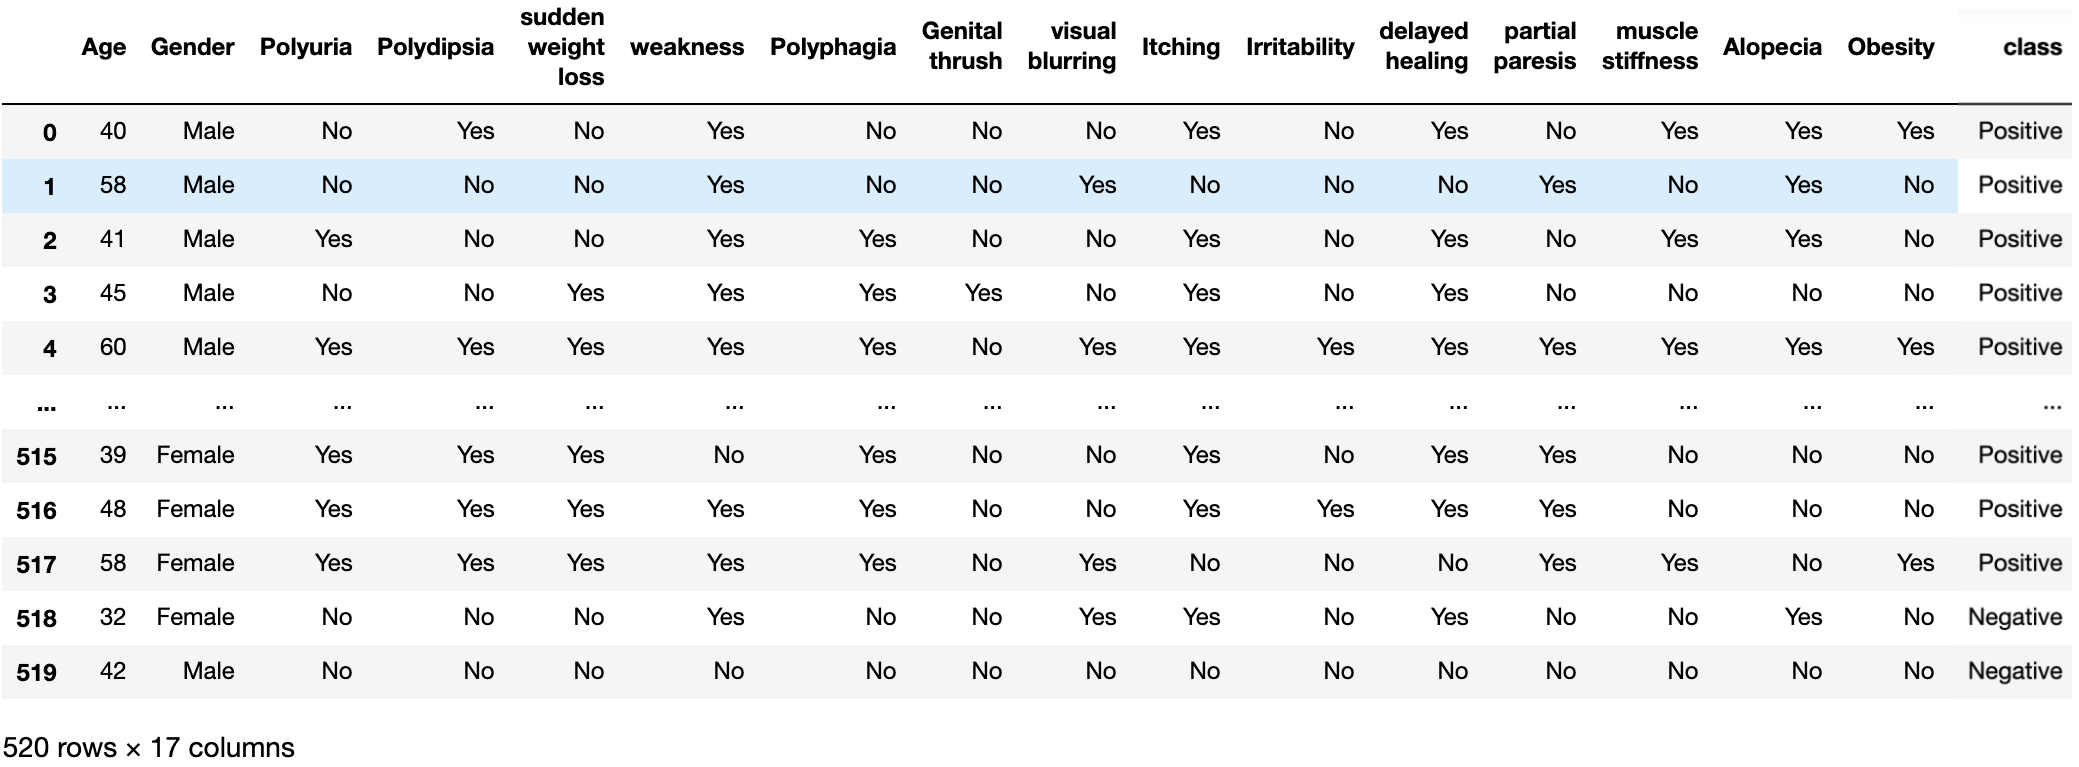 Age Gender Polyuria Polydipsia sudden weight loss weakness Polyphagia Genital thrush visual blurring Itching Irritability delayed healing partial paresis muscle stiffness Alopecia Obesity class
0 40 Male No Yes No Yes No No No Yes No Yes No Yes Yes Yes Positive
1 58 Male No No No Yes No No Yes No No No Yes No Yes No Positive
2 41 Male Yes No No Yes Yes No No Yes No Yes No Yes Yes No Positive
3 45 Male No No Yes Yes Yes Yes No Yes No Yes No No No No Positive
4 60 Male Yes Yes Yes Yes Yes No Yes Yes Yes Yes Yes Yes Yes Yes Positive
... ... ... ... ... ... ... ... ... ... ... ... ... ... ... ... ... ...
515 39 Female Yes Yes Yes No Yes No No Yes No Yes Yes No No No Positive
516 48 Female Yes Yes Yes Yes Yes No No Yes Yes Yes Yes No No No Positive
517 58 Female Yes Yes Yes Yes Yes No Yes No No No Yes Yes No Yes Positive
518 32 Female No No No Yes No No Yes Yes No Yes No No Yes No Negative
519 42 Male No No No No No No No No No No No No No No Negative
520 rows × 17 columns